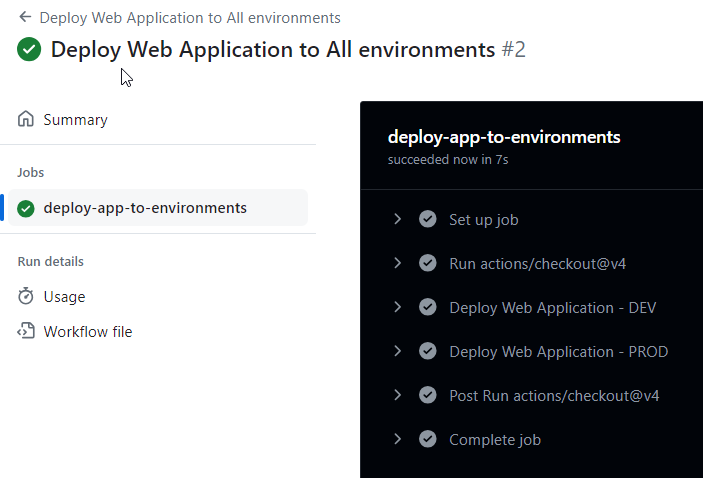 Deploy Web Application to All environments
Deploy Web Application to All environments #2
Summary
Jobs
deploy-app-to-environments
Run details
Usage
Workflow file
deploy-app-to-environments
succeeded now in 7s
Set up job
Run actions/checkout@v4
Deploy Web Application - DEV
Deploy Web Application - PROD
Post Run actions/checkout@v4
Complete job